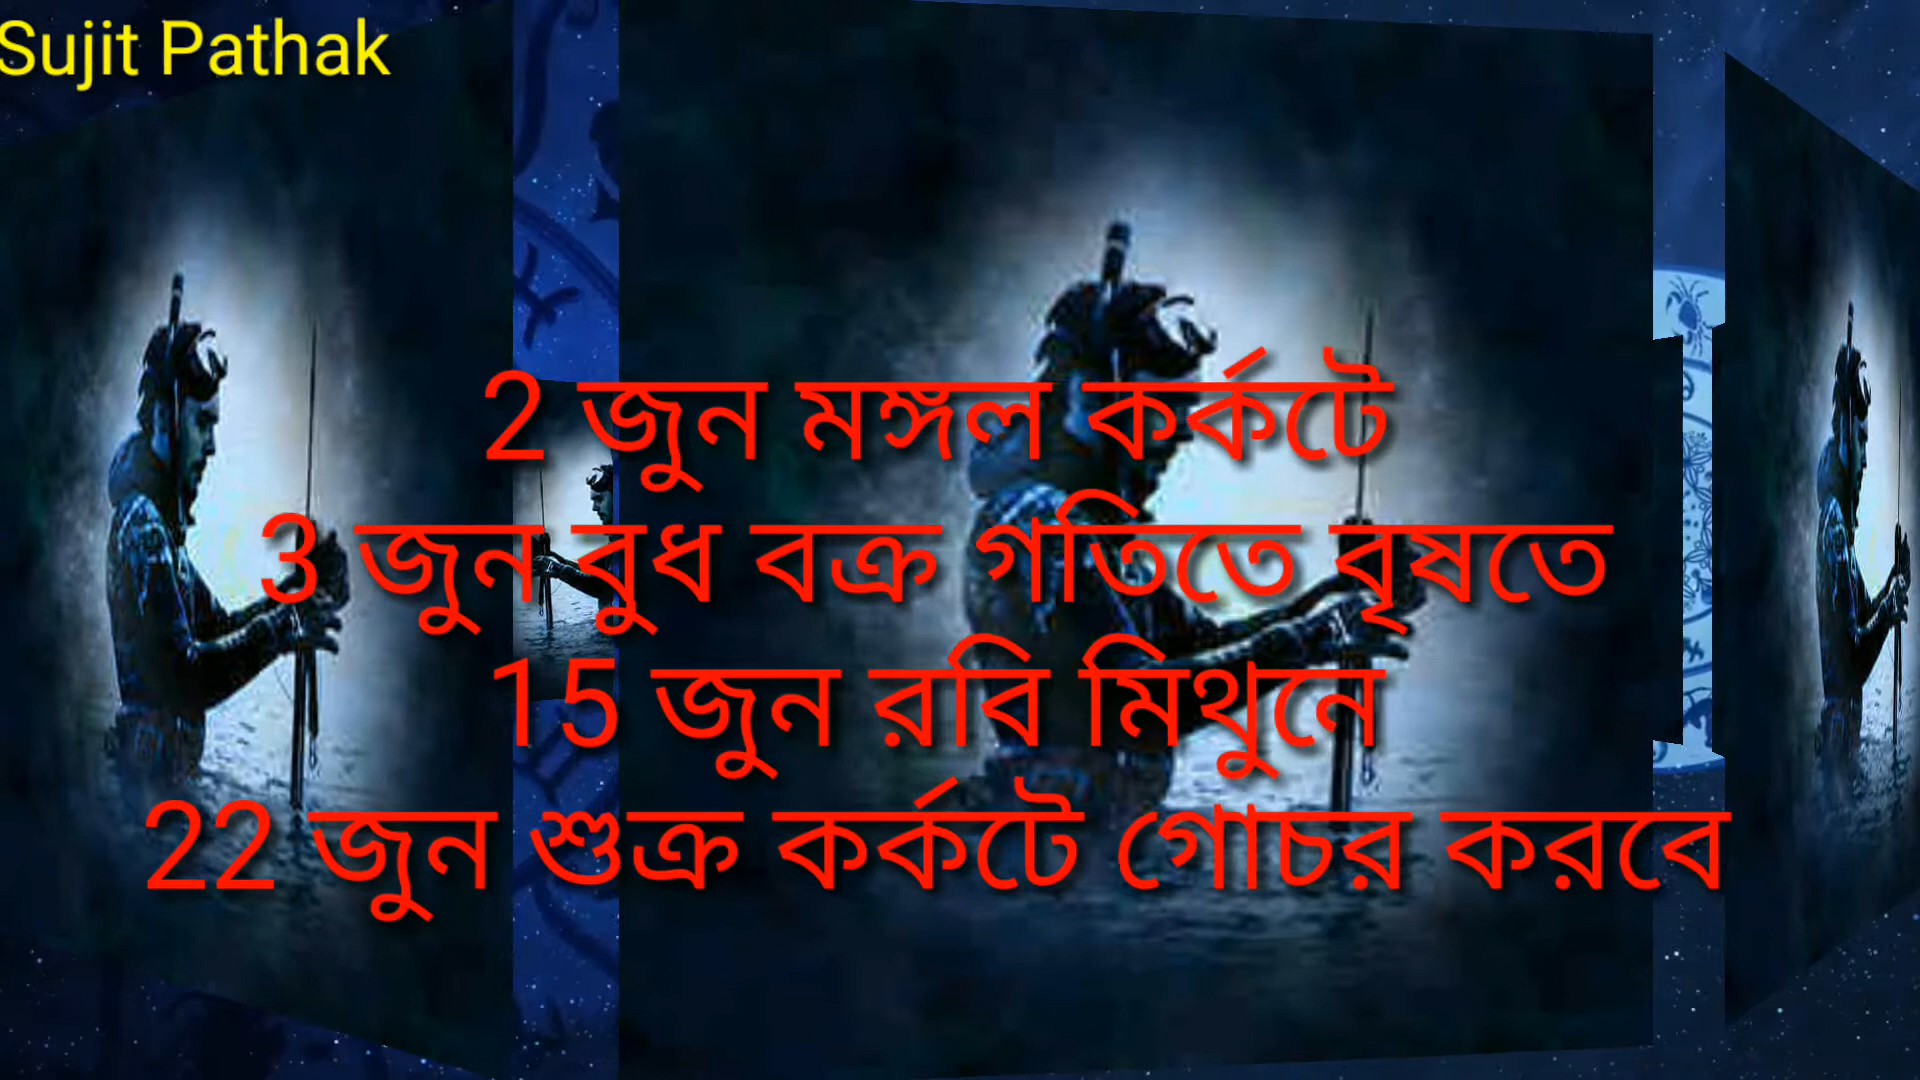 Sujit Pathak
2 জুন মঙ্গল কর্কটে
3 জুন বুধ বক্র গতিতে বৃষতে
15 জুন রবি মিথুনে
22 জুন শুক্র কর্কটে গোচর করবে